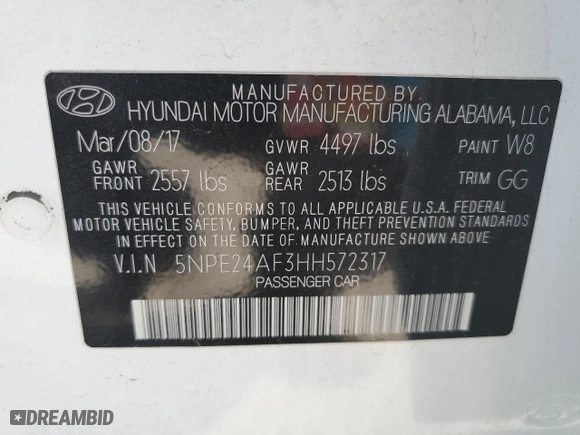 MANUFACTURED BY:
HYUNDAI MOTOR MANUFACTURING ALABAMA, LLC
Mar/08/17 GVWR 4497 lbs PAINT W8
GAWR FRONT 2557 lbs GAWR REAR 2513 lbs TRIM GG
THIS VEHICLE CONFORMS TO ALL APPLICABLE U.S.A. FEDERAL
MOTOR VEHICLE SAFETY, BUMPER, AND THEFT PREVENTION STANDARDS
IN EFFECT ON THE DATE OF MANUFACTURE SHOWN ABOVE.
V.I.N 5NPE24AF3HH572317
PASSENGER CAR
DREAMBID